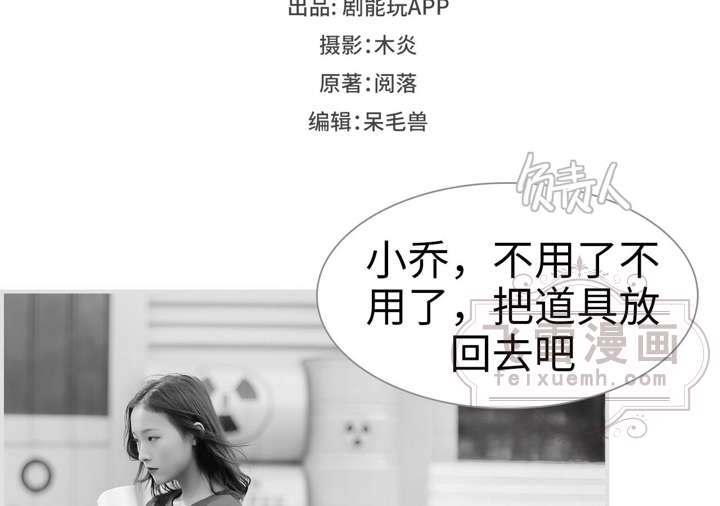 出品: 剧能玩APP
摄影:木炎
原著:阅落
编辑:呆毛兽
负责人
小乔，不用了不
用了，把道具放
回去吧
飞雪漫画
feixuemh.com